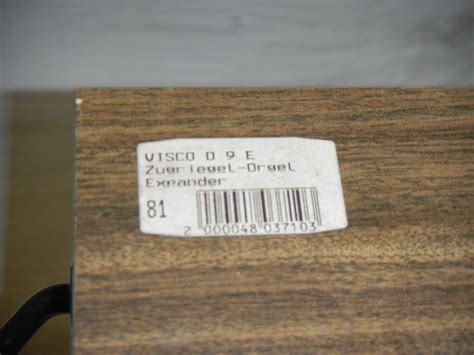 VISCO D 9 E
Zugriegel-Orgel
Expander
81
2 000048 037103